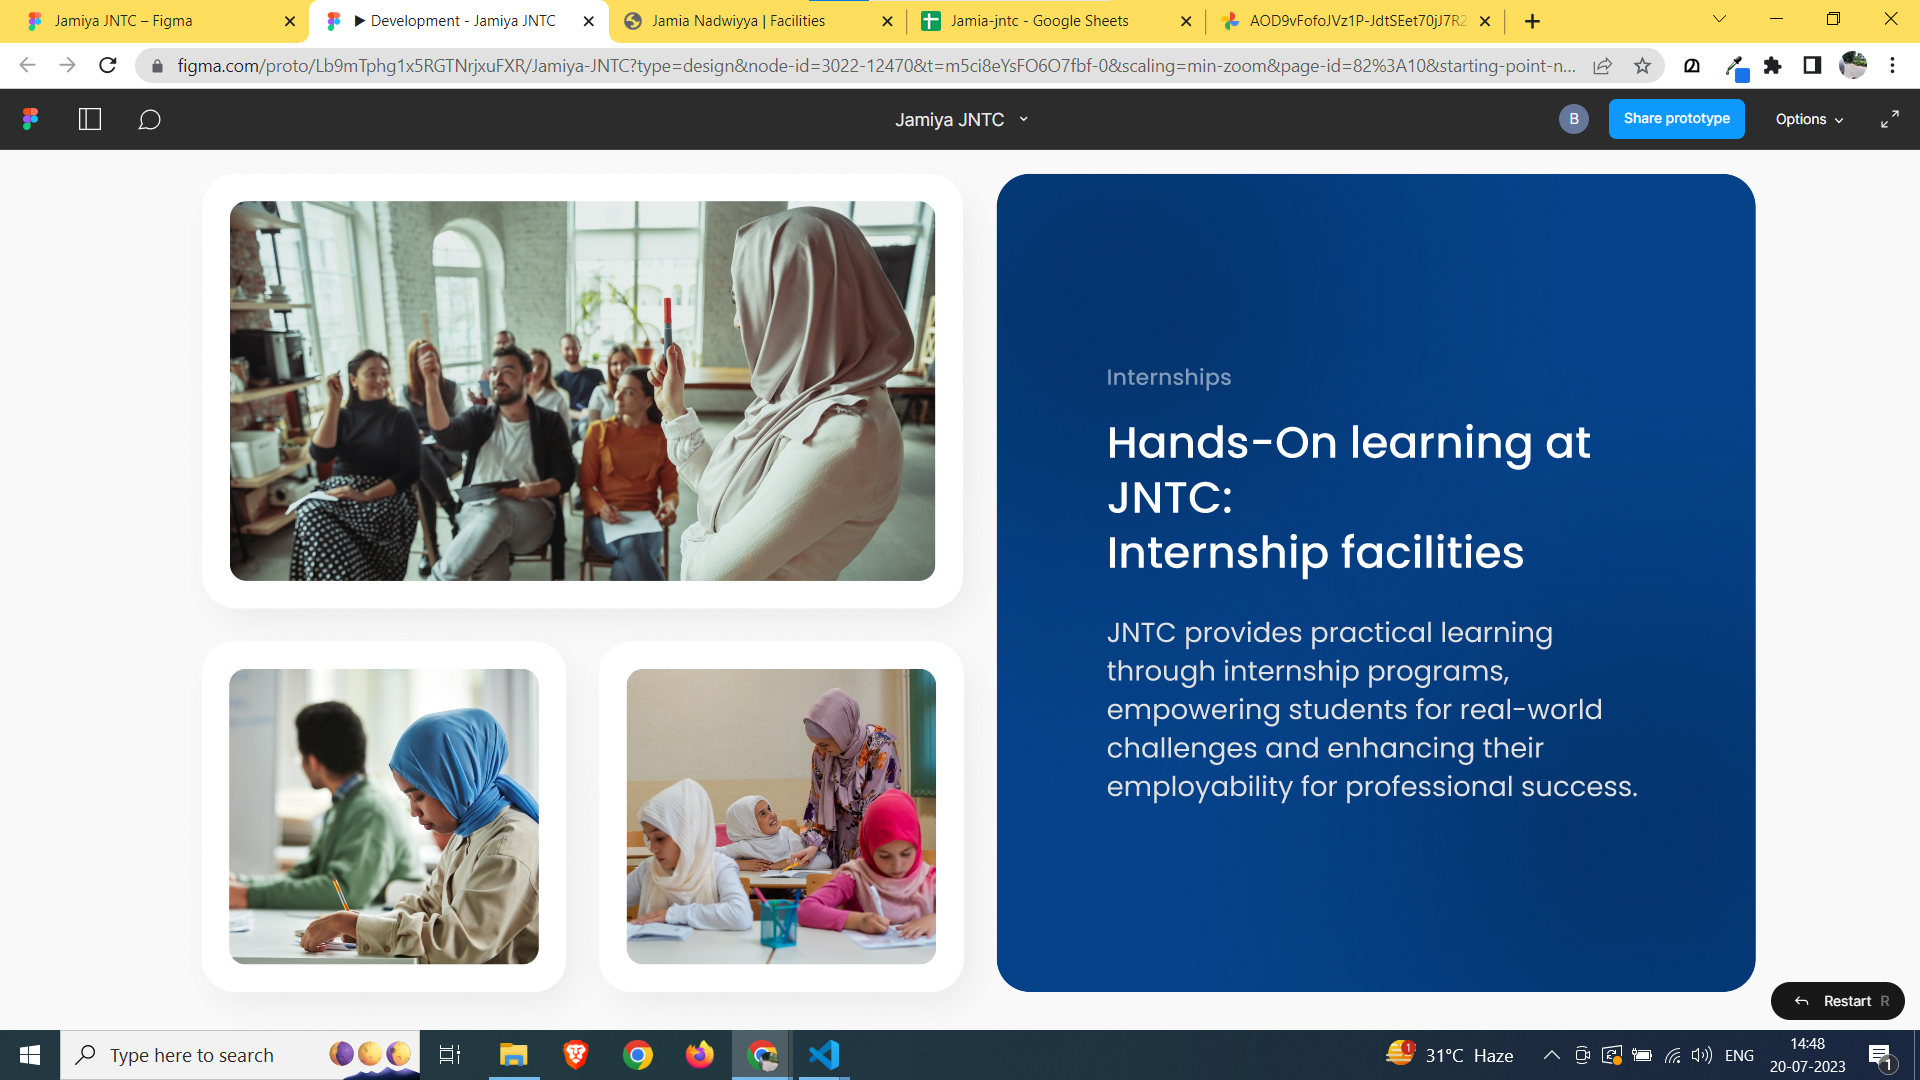 Jamiya JNTC – Figma
Development - Jamiya JNTC
Jamia Nadwiyya | Facilities
Jamia-jntc - Google Sheets
AOD9vFofoJVz1P-JdtSEet70jJ7R2
figma.com/proto/Lb9mTphg1x5RGTNrjxuFXR/Jamiya-JNTC?type=design&node-id=3022-12470&t=m5ci8eYsFO6O7fbf-0&scaling=min-zoom&page-id=82%3A10&starting-point-n...
Jamiya JNTC
B
Share prototype
Options
Internships
Hands-On learning at
JNTC:
Internship facilities
JNTC provides practical learning
through internship programs,
empowering students for real-world
challenges and enhancing their
employability for professional success.
Restart R
Type here to search
1
31°C Haze
ENG
14:48
20-07-2023
1